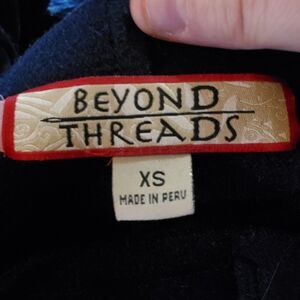 BEYOND
THREADS
XS
MADE IN PERU